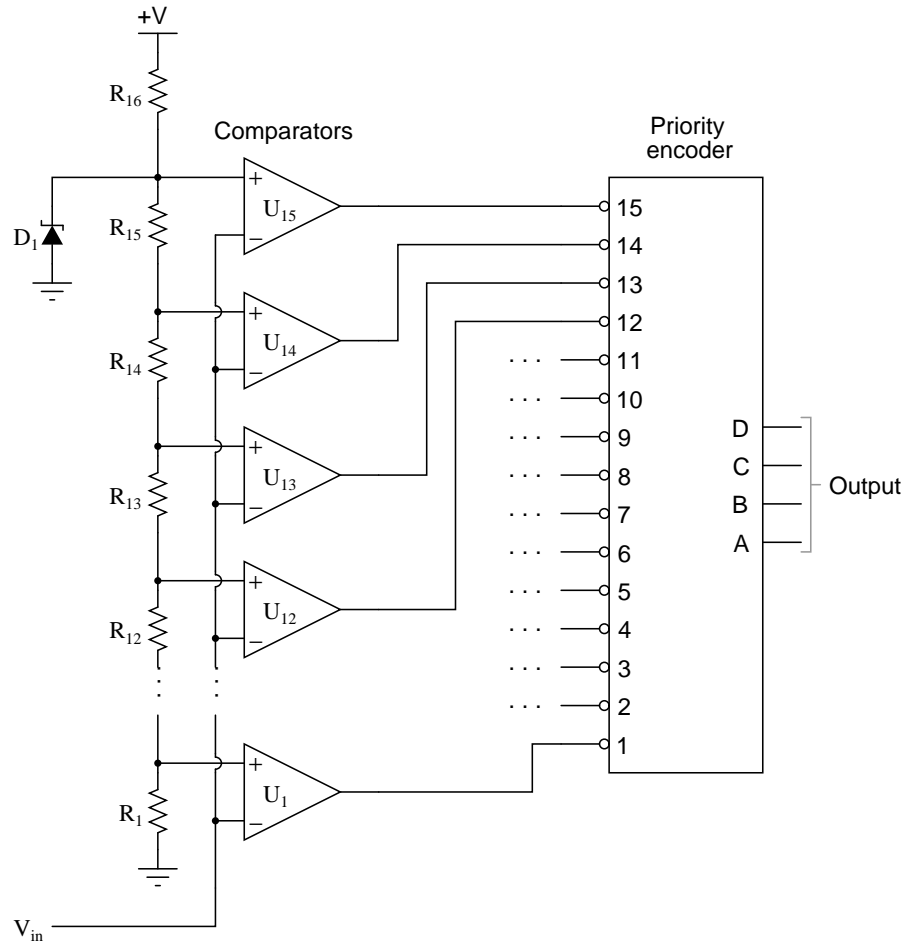 +V
R16
Comparators
Priority
encoder
+
U15
−
15
R15
D1
14
13
+
U14
−
12
R14
. . . 11
. . . 10
D
+
U13
−
. . . 9
C
Output
R13
. . . 8
B
. . . 7
A
. . . 6
+
U12
−
. . . 5
R12
. . . 4
. . . 3
. . . 2
1
+
U1
−
R1
Vin